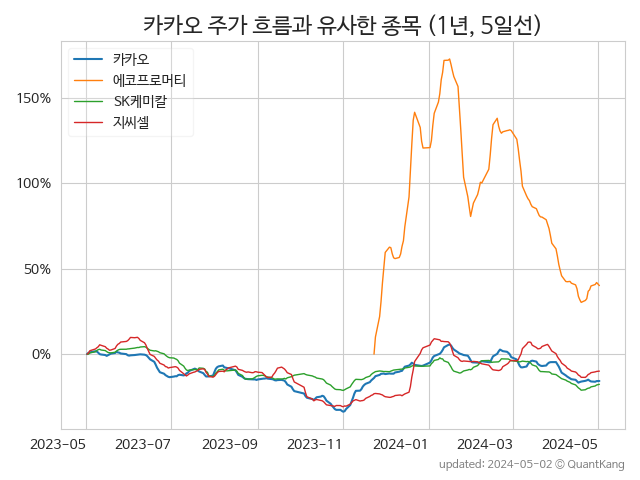 카카오 주가 흐름과 유사한 종목 (1년, 5일선)
카카오
에코프로머티
SK케미칼
지씨셀
150%
100%
50%
0%
2023-05 2023-07 2023-09 2023-11 2024-01 2024-03 2024-05
updated: 2024-05-02 © QuantKang